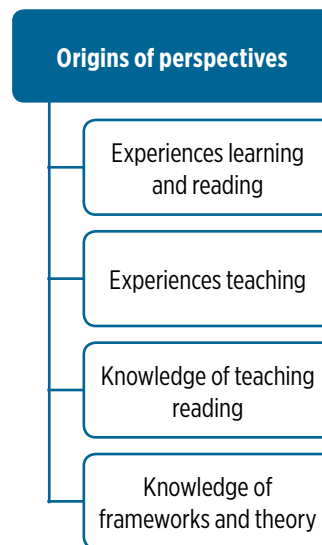 Origins of perspectives
Experiences learning
and reading
Experiences teaching
Knowledge of teaching
reading
Knowledge of
frameworks and theory